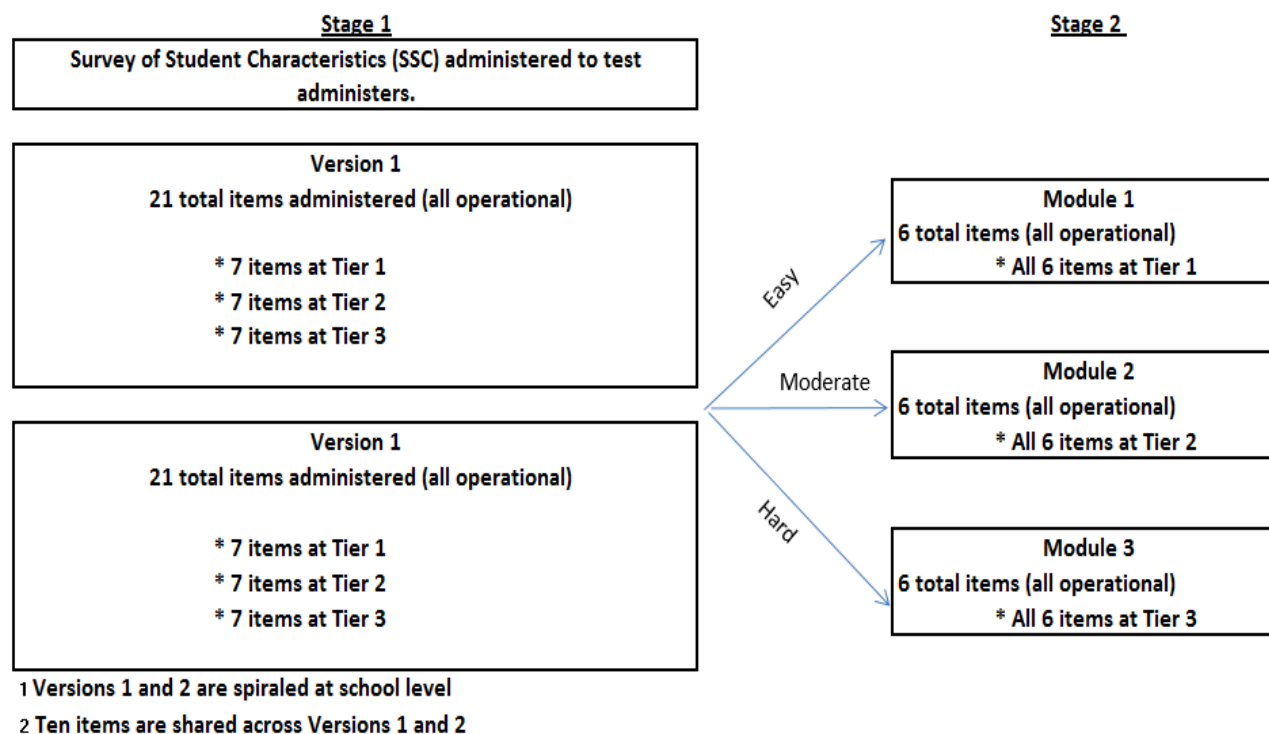 Stage 1
Survey of Student Characteristics (SSC) administered to test
administers.
Version 1
21 total items administered (all operational)
* 7 items at Tier 1
* 7 items at Tier 2
* 7 items at Tier 3
Version 1
21 total items administered (all operational)
* 7 items at Tier 1
* 7 items at Tier 2
* 7 items at Tier 3
1 Versions 1 and 2 are spiraled at school level
2 Ten items are shared across Versions 1 and 2
Easy
Moderate
Hard
Stage 2
Module 1
6 total items (all operational)
* All 6 items at Tier 1
Module 2
6 total items (all operational)
* All 6 items at Tier 2
Module 3
6 total items (all operational)
* All 6 items at Tier 3